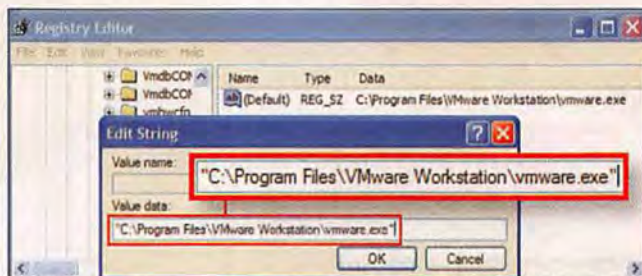 Registry Editor
File Edit View Favorites Help
VmdbCOM
VmdbCOM
Name Type Data
(Default) REG_SZ C:\Program Files\VMware Workstation\vmware.exe
Edit String
Value name:
"C:\Program Files\VMware Workstation\vmware.exe"
Value data:
"C:\Program Files\VMware Workstation\vmware.exe"
OK Cancel